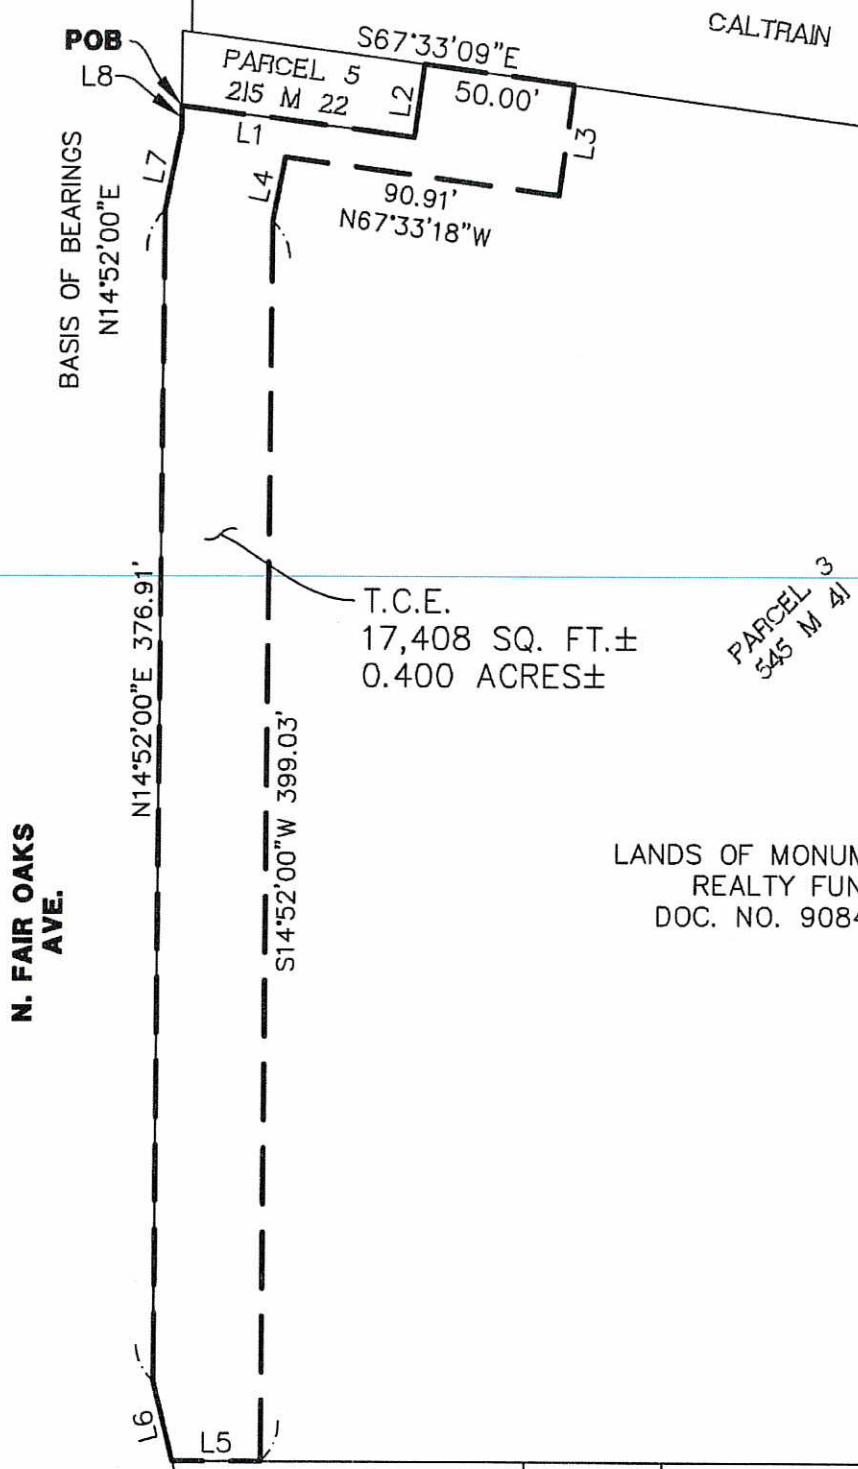 CALTRAIN
S67°33'09"E
POB
PARCEL 5
215 M 22
L8
50.00'
L2
L1
L3
L7
L4
90.91'
N67°33'18"W
BASIS OF BEARINGS
N14°52'00"E
N14°52'00"E 376.91'
T.C.E.
17,408 SQ. FT.±
0.400 ACRES±
PARCEL 3
545 M 41
S14°52'00"W 399.03'
N. FAIR OAKS
AVE.
LANDS OF MONUM
REALTY FUN
DOC. NO. 9084
L6
L5